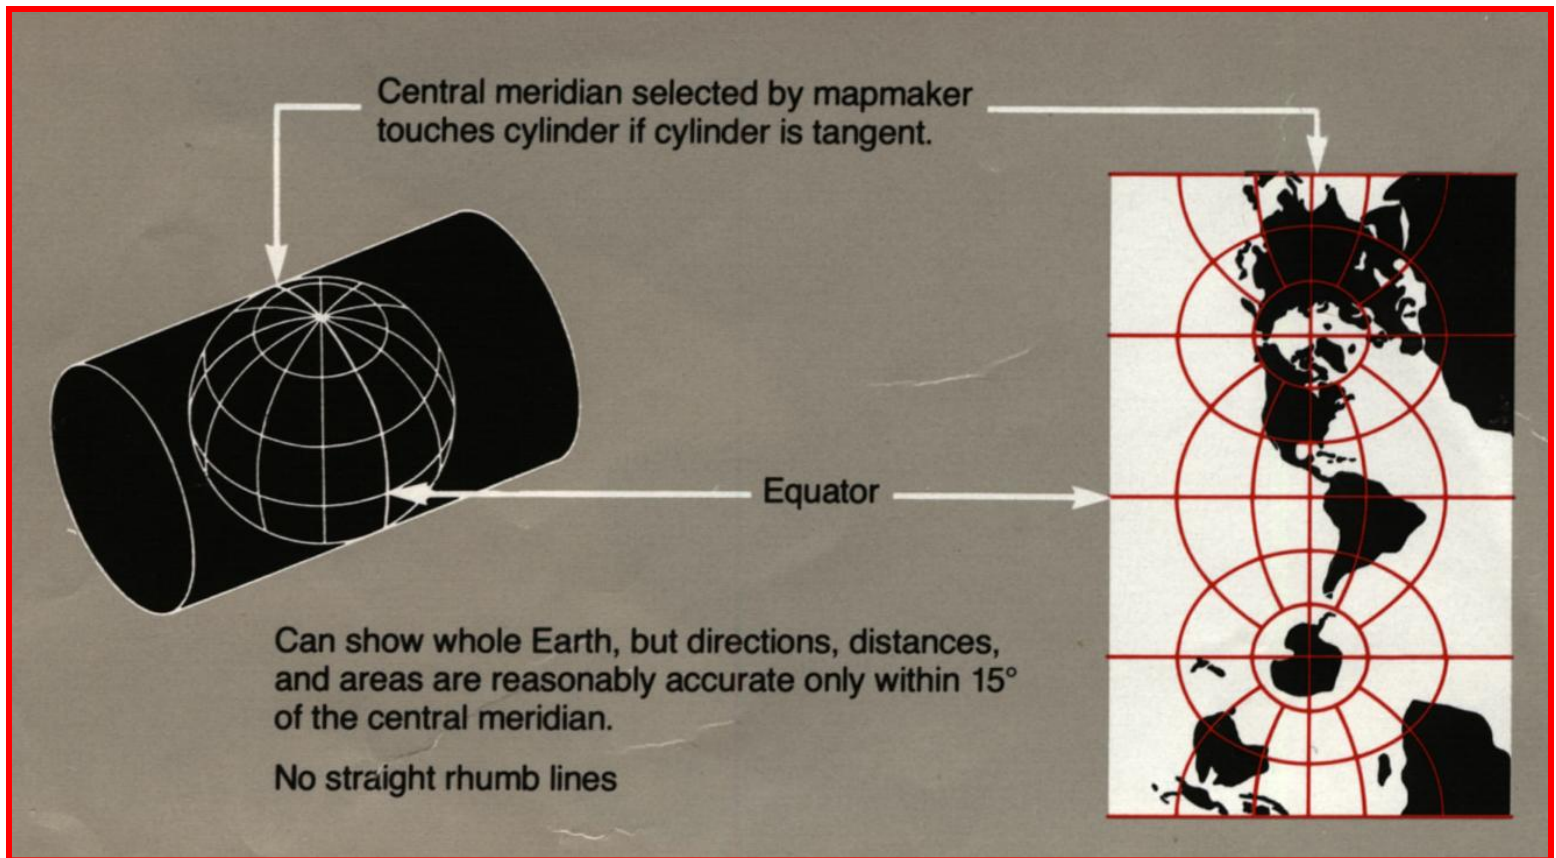 Central meridian selected by mapmaker
touches cylinder if cylinder is tangent.
Equator
Can show whole Earth, but directions, distances,
and areas are reasonably accurate only within 15°
of the central meridian.
No straight rhumb lines